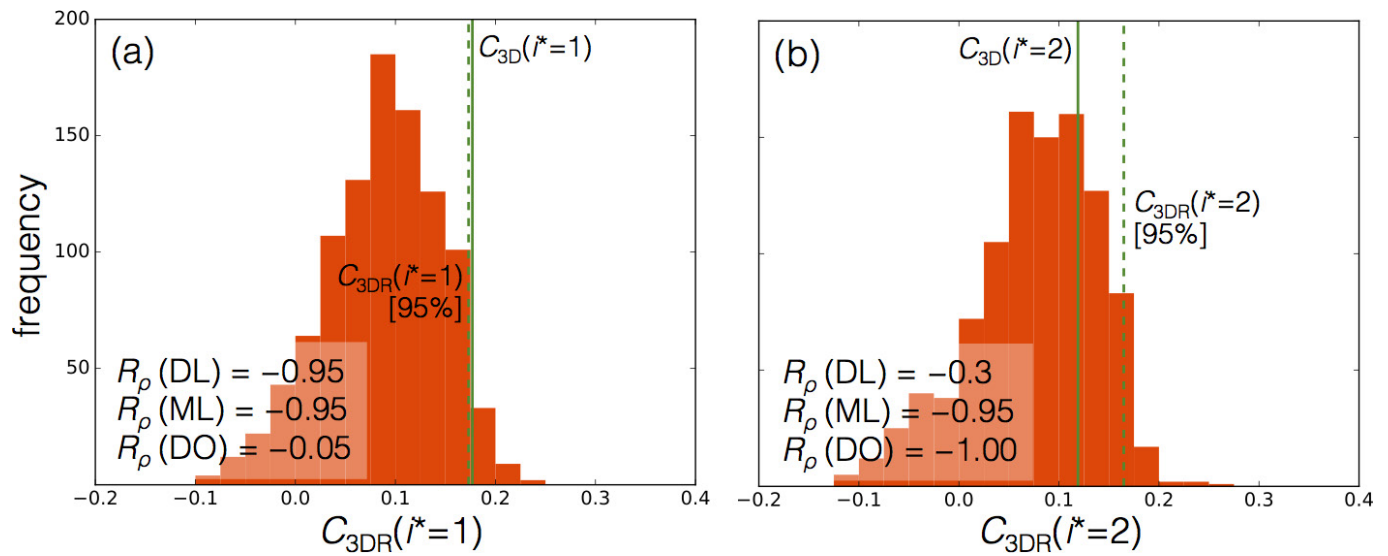 (a)
C3D(i*=1)
C3DR(i*=1)
[95%]
Rρ (DL) = −0.95
Rρ (ML) = −0.95
Rρ (DO) = −0.05
frequency
200
150
100
50
−0.2 −0.1 0.0 0.1 0.2 0.3 0.4
C3DR(i*=1)
(b)
C3D(i*=2)
C3DR(i*=2)
[95%]
Rρ (DL) = −0.3
Rρ (ML) = −0.95
Rρ (DO) = −1.00
−0.2 −0.1 0.0 0.1 0.2 0.3 0.4
C3DR(i*=2)